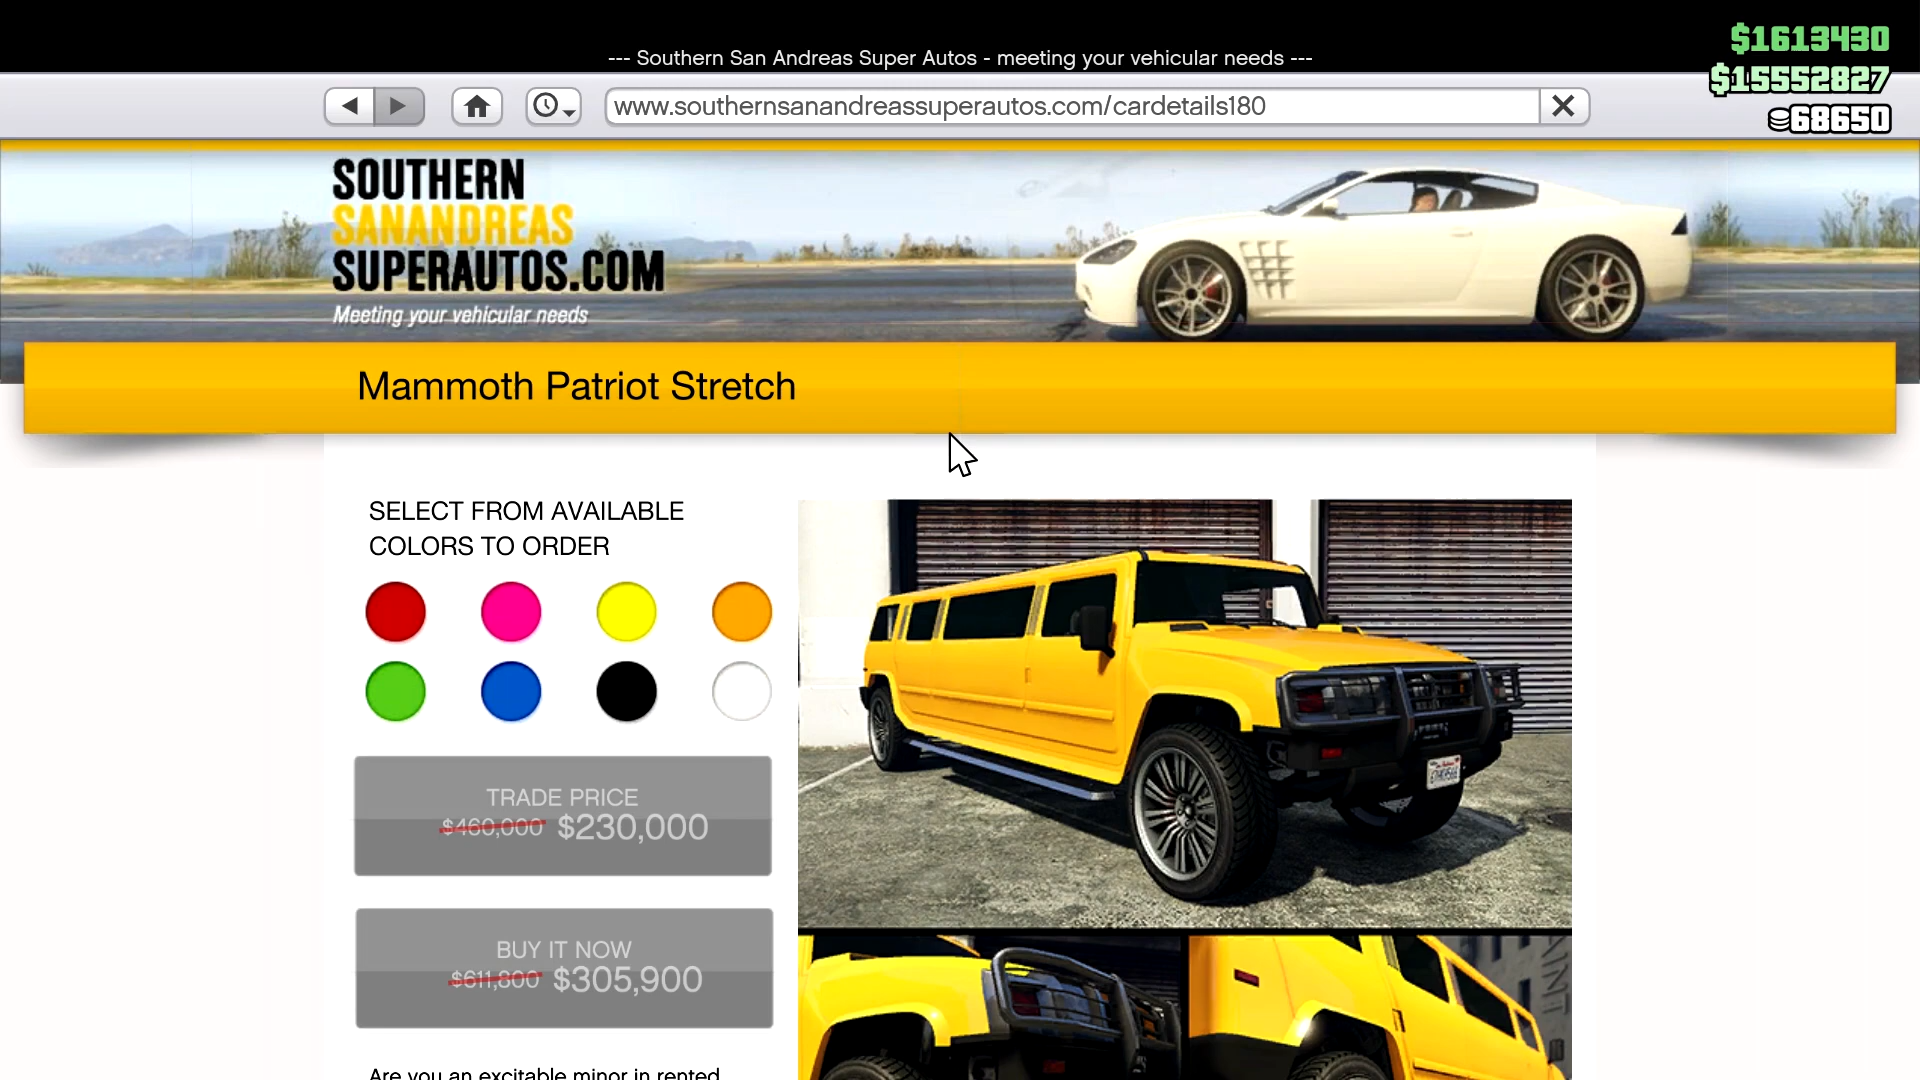 --- Southern San Andreas Super Autos - meeting your vehicular needs ---
$1613430
$15552827
68650
www.southernsanandreassuperautos.com/cardetails180
SOUTHERN
SANANDREAS
SUPERAUTOS.COM
Meeting your vehicular needs
Mammoth Patriot Stretch
SELECT FROM AVAILABLE
COLORS TO ORDER
TRADE PRICE
$460,000 $230,000
BUY IT NOW
$611,800 $305,900
Are you an excitable minor in rented